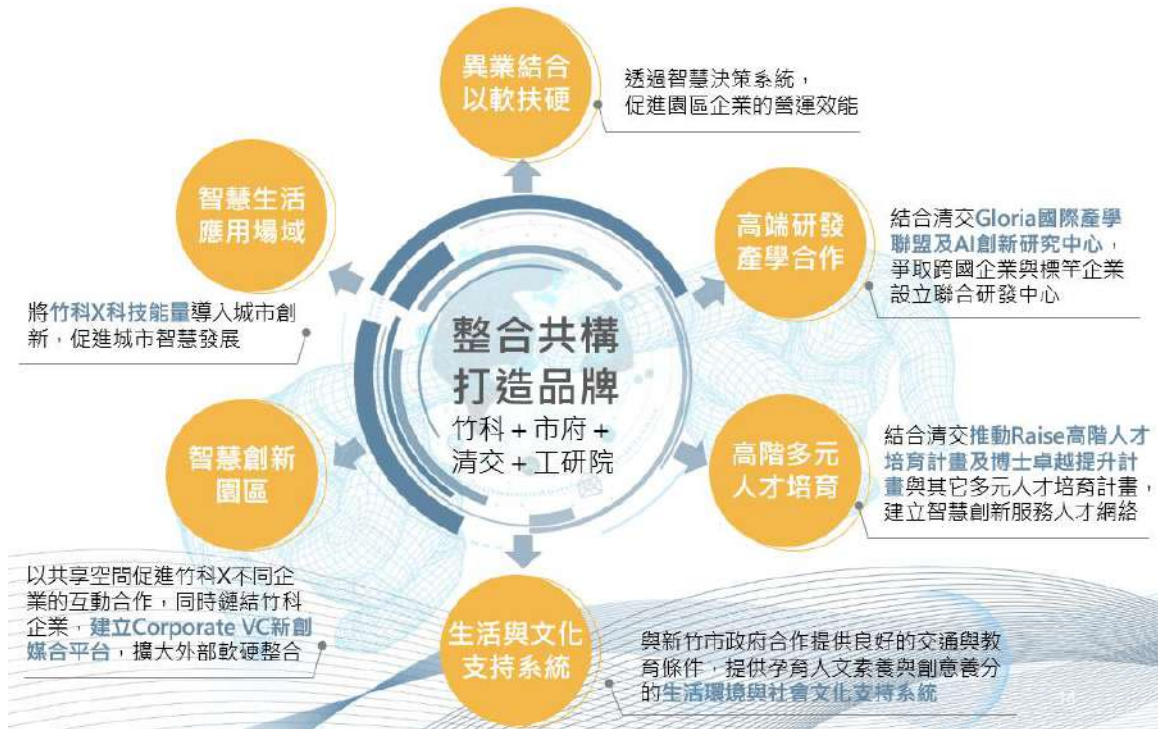 異業結合
以軟扶硬
透過智慧決策系統，
促進園區企業的營運效能
高端研發
產學合作
結合清交Gloria國際產學
聯盟及AI創新研究中心，
爭取跨國企業與標竿企業
設立聯合研發中心
高階多元
人才培育
結合清交推動Raise高階人才
培育計畫及博士卓越提升計
畫與其它多元人才培育計畫，
建立智慧創新服務人才網絡
生活與文化
支持系統
與新竹市政府合作提供良好的交通與教
育條件，提供孕育人文素養與創意養分
的生活環境與社會文化支持系統
智慧創新
園區
以共享空間促進竹科X不同企
業的互動合作，同時鏈結竹科
企業，建立Corporate VC新創
媒合平台，擴大外部軟硬整合
智慧生活
應用場域
將竹科X科技能量導入城市創
新，促進城市智慧發展
整合共構
打造品牌
竹科＋市府＋
清交＋工研院